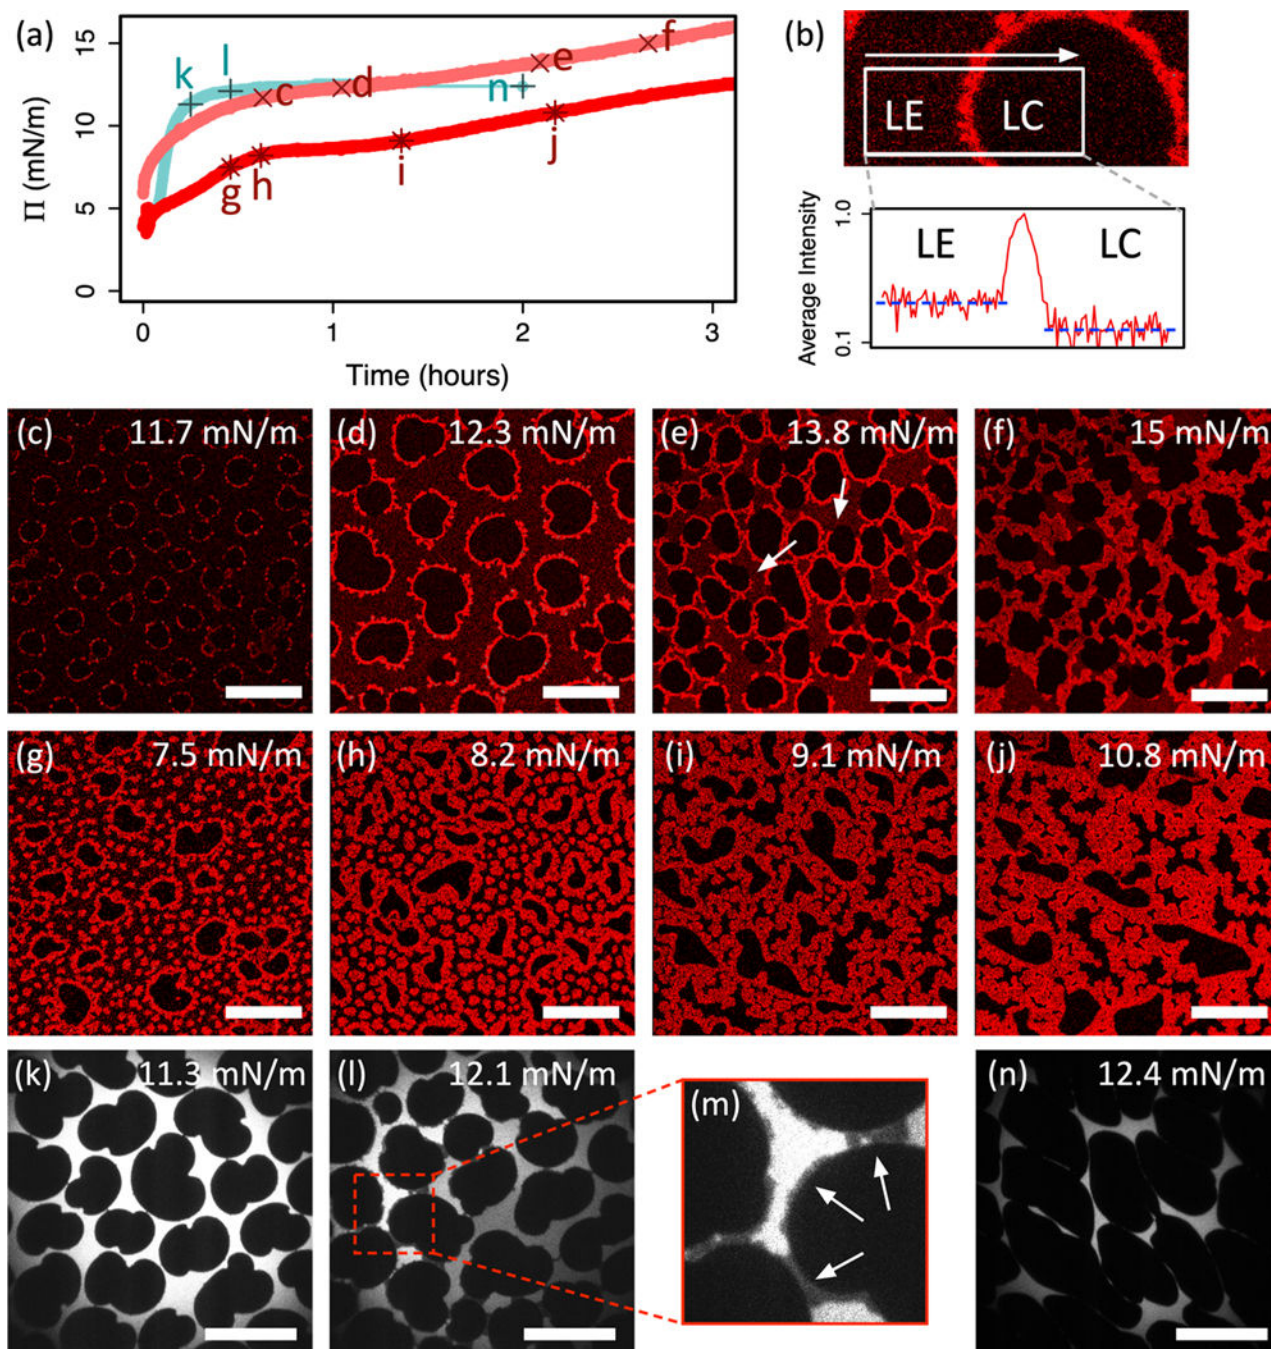 (a)
15
10
5
0
Π (mN/m)
k
l
c
d
e
f
n
g
h
i
j
0
1
2
3
Time (hours)
(b)
LE
LC
1.0
0.1
Average Intensity
LE
LC
(c)
11.7 mN/m
(d)
12.3 mN/m
(e)
13.8 mN/m
(f)
15 mN/m
(g)
7.5 mN/m
(h)
8.2 mN/m
(i)
9.1 mN/m
(j)
10.8 mN/m
(k)
11.3 mN/m
(l)
12.1 mN/m
(m)
(n)
12.4 mN/m